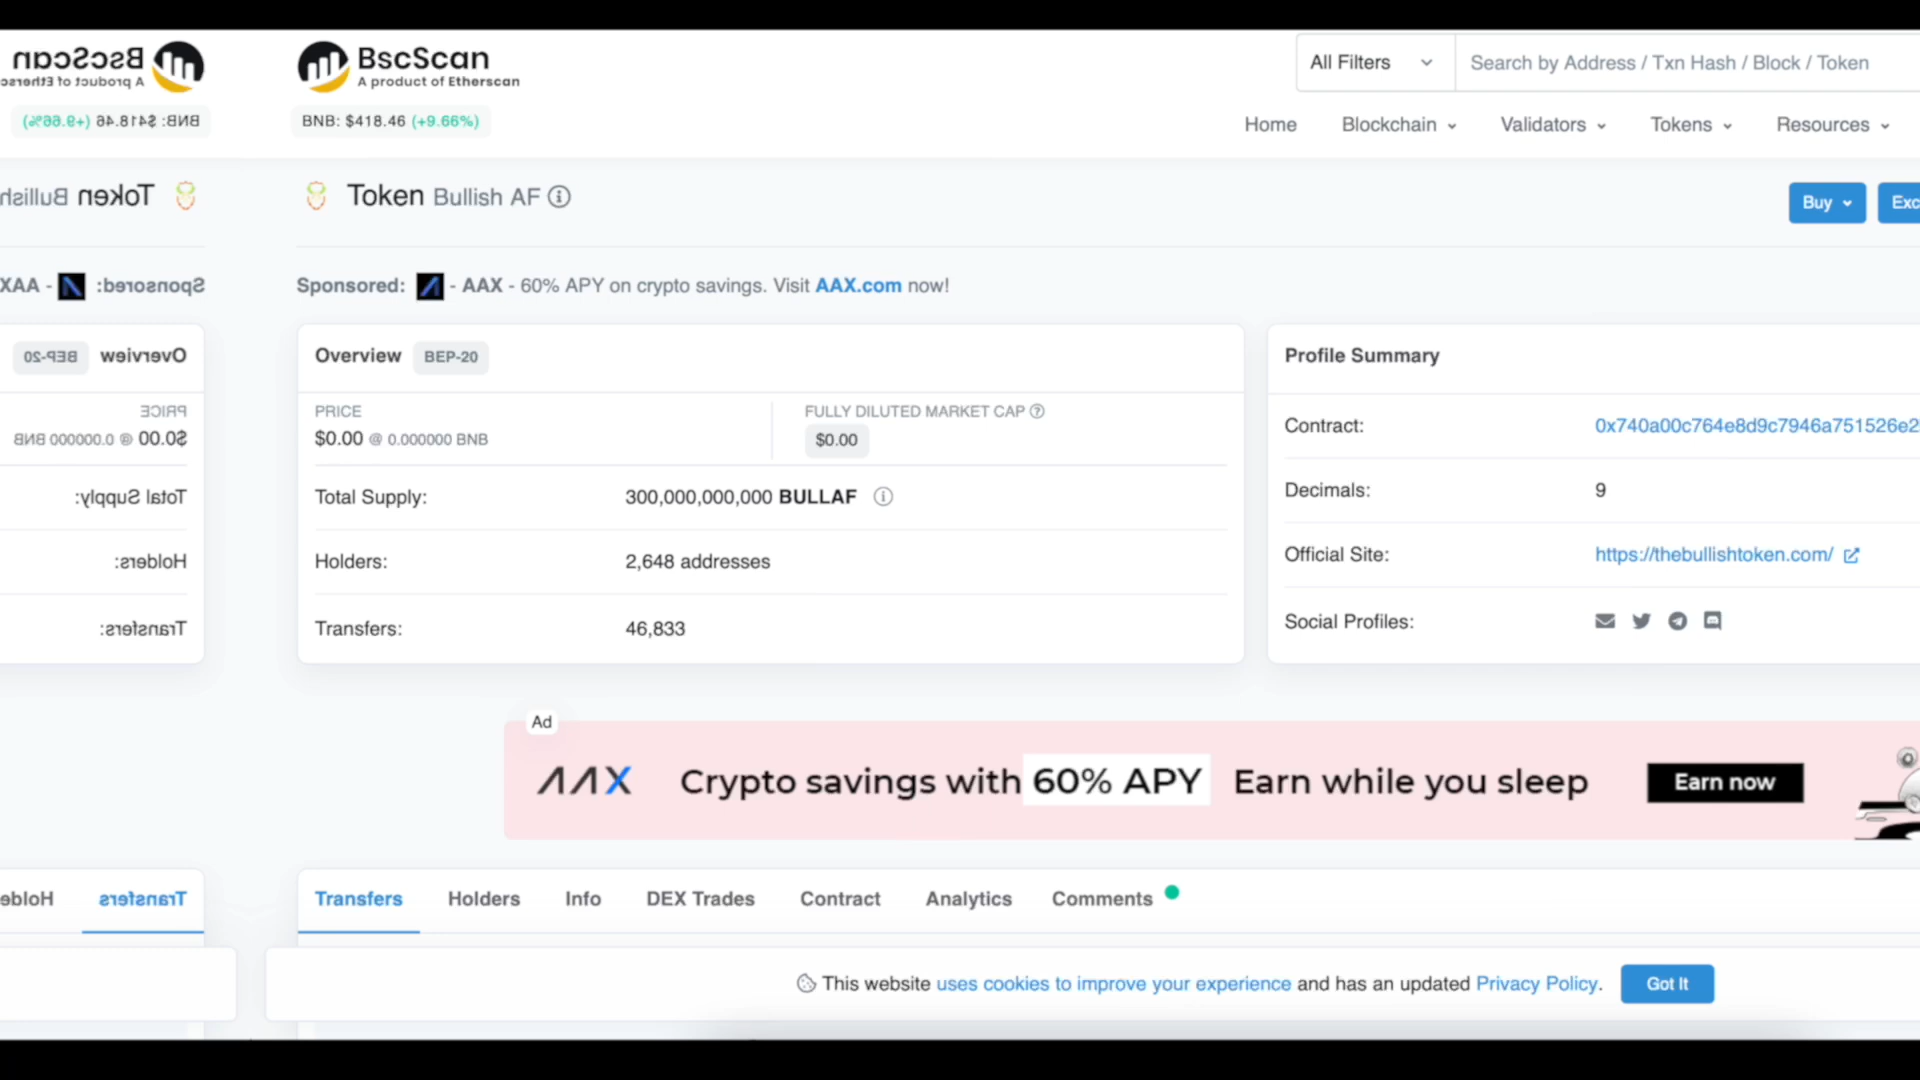 BscScan
A product of Etherscan
All Filters
Search by Address / Txn Hash / Block / Token
BNB: $418.46 (+9.66%)
Home Blockchain Validators Tokens Resources
Token Bullish AF
Buy
Exc
Sponsored: - AAX - 60% APY on crypto savings. Visit AAX.com now!
Overview BEP-20
PRICE
$0.00 @ 0.000000 BNB
FULLY DILUTED MARKET CAP
$0.00
Total Supply: 300,000,000,000 BULLAF
Holders: 2,648 addresses
Transfers: 46,833
Profile Summary
Contract: 0x740a00c764e8d9c7946a751526e2
Decimals: 9
Official Site: https://thebullishtoken.com/
Social Profiles:
Ad
AAX Crypto savings with 60% APY Earn while you sleep Earn now
Transfers Holders Info DEX Trades Contract Analytics Comments
This website uses cookies to improve your experience and has an updated Privacy Policy. Got It